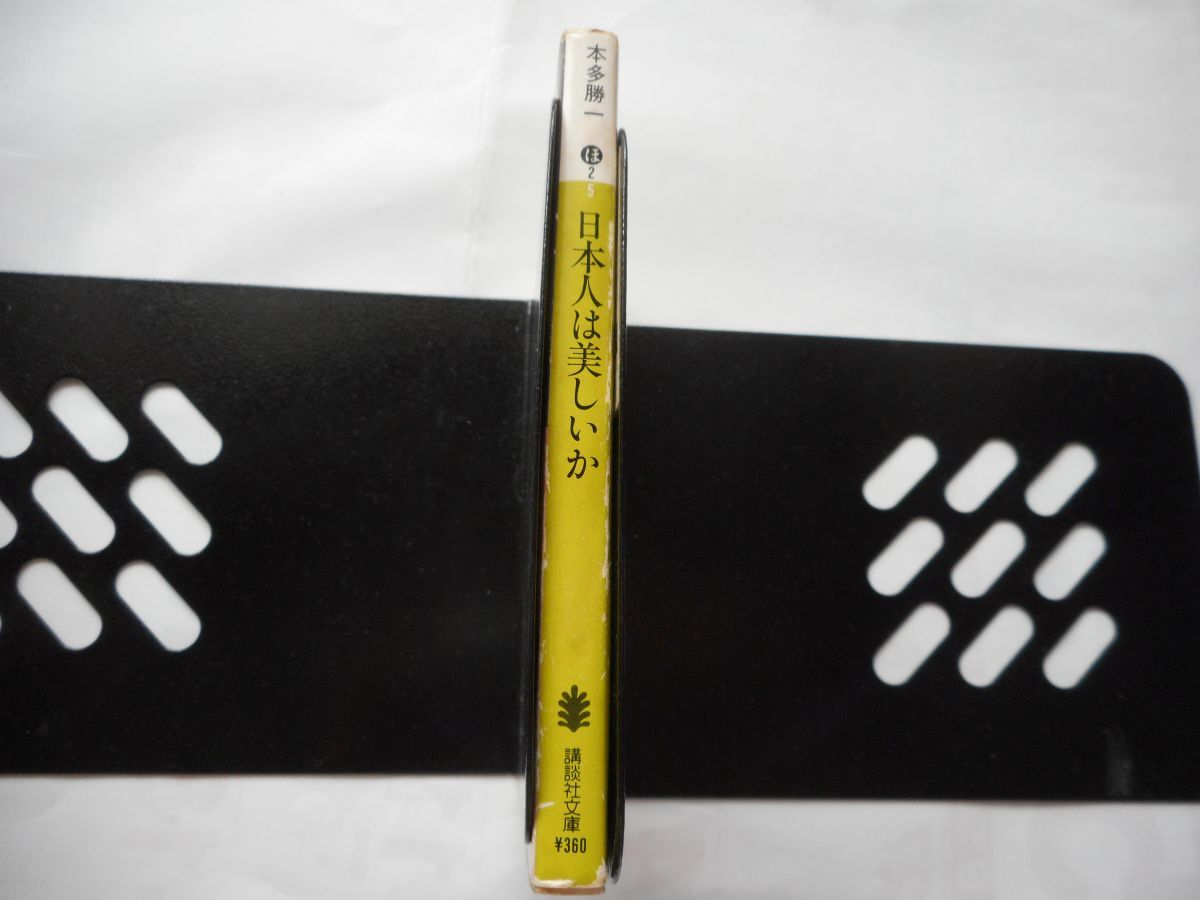 本多勝一
ほ
2
5
日本人は美しいか
講談社文庫
¥360